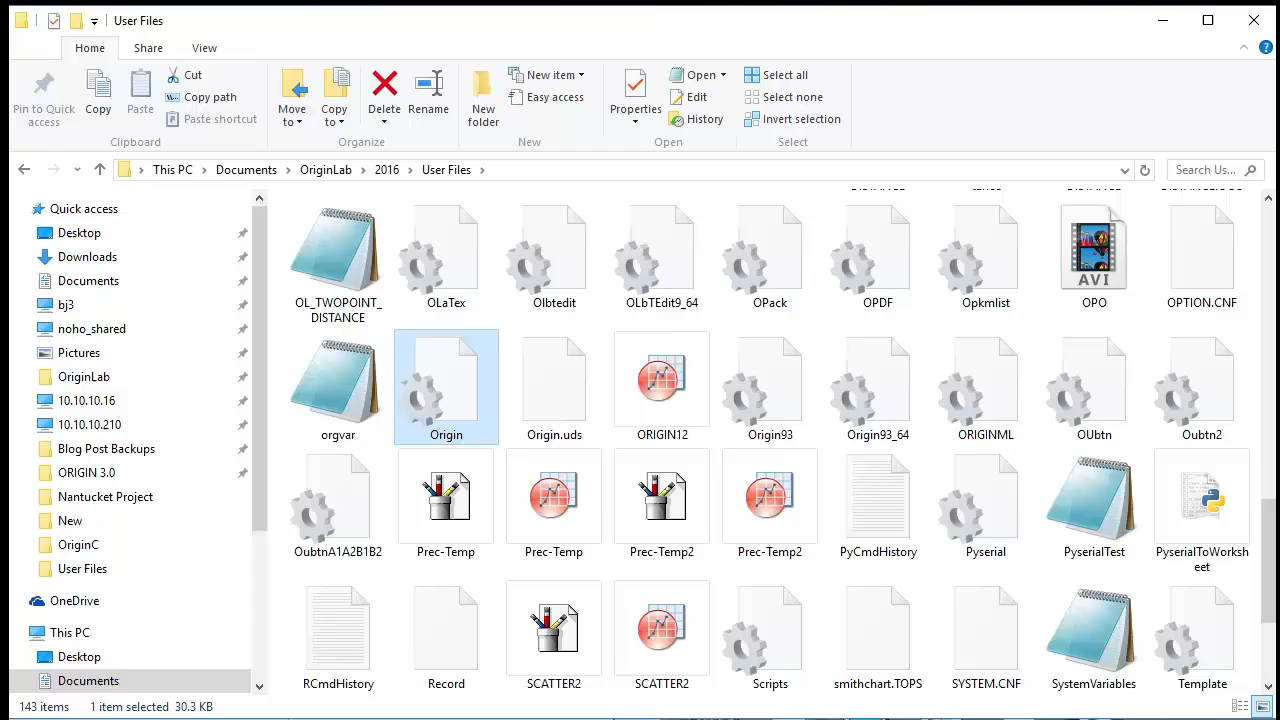 User Files
Home Share View
Pin to Quick access
Copy
Paste
Cut
Copy path
Paste shortcut
Clipboard
Move to
Copy to
Delete
Rename
Organize
New folder
New item
Easy access
New
Properties
Open
Edit
History
Open
Select all
Select none
Invert selection
Select
This PC > Documents > OriginLab > 2016 > User Files >
Search Us...
Quick access
Desktop
Downloads
Documents
bj3
noho_shared
Pictures
OriginLab
10.10.10.16
10.10.10.210
Blog Post Backups
ORIGIN 3.0
Nantucket Project
New
OriginC
User Files
OneDrive
This PC
Desktop
Documents
AVI
OL_TWOPOINT_
DISTANCE
OLaTex
Olbtedit
OLbTEdit9_64
OPack
OPDF
Opkmlist
OPO
OPTION.CNF
orgvar
Origin
Origin.uds
ORIGIN12
Origin93
Origin93_64
ORIGINML
OUbtn
Oubtn2
OubtnA1A2B1B2
Prec-Temp
Prec-Temp
Prec-Temp2
Prec-Temp2
PyCmdHistory
Pyserial
PyserialTest
PyserialToWorksh
eet
RCmdHistory
Record
SCATTER2
SCATTER2
Scripts
smithchart.TOPS
SYSTEM.CNF
SystemVariables
Template
143 items 1 item selected 30.3 KB